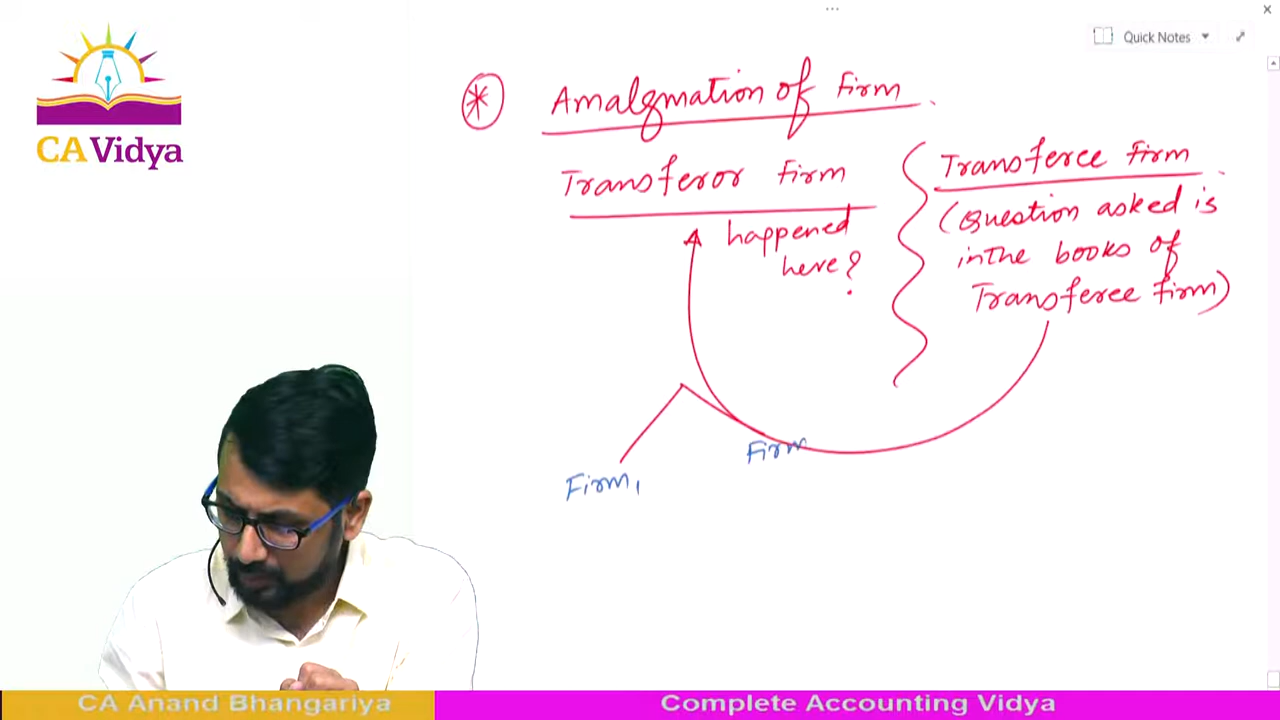 CA Vidya
Quick Notes
Amalgmation of Firm
Transferor Firm
happened
here?
Transferee Firm
(Question asked is
in the books of
Transferee Firm)
Firm
Firm,
CA Anand Bhangariya
Complete Accounting Vidya